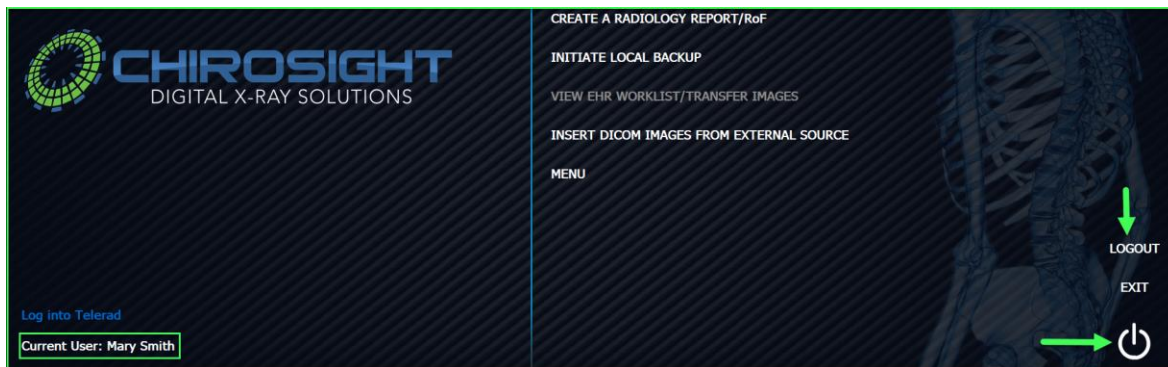 CHIROSIGHT
DIGITAL X-RAY SOLUTIONS
Log into Telerad
Current User: Mary Smith
CREATE A RADIOLOGY REPORT/RoF
INITIATE LOCAL BACKUP
VIEW EHR WORKLIST/TRANSFER IMAGES
INSERT DICOM IMAGES FROM EXTERNAL SOURCE
MENU
LOGOUT
EXIT